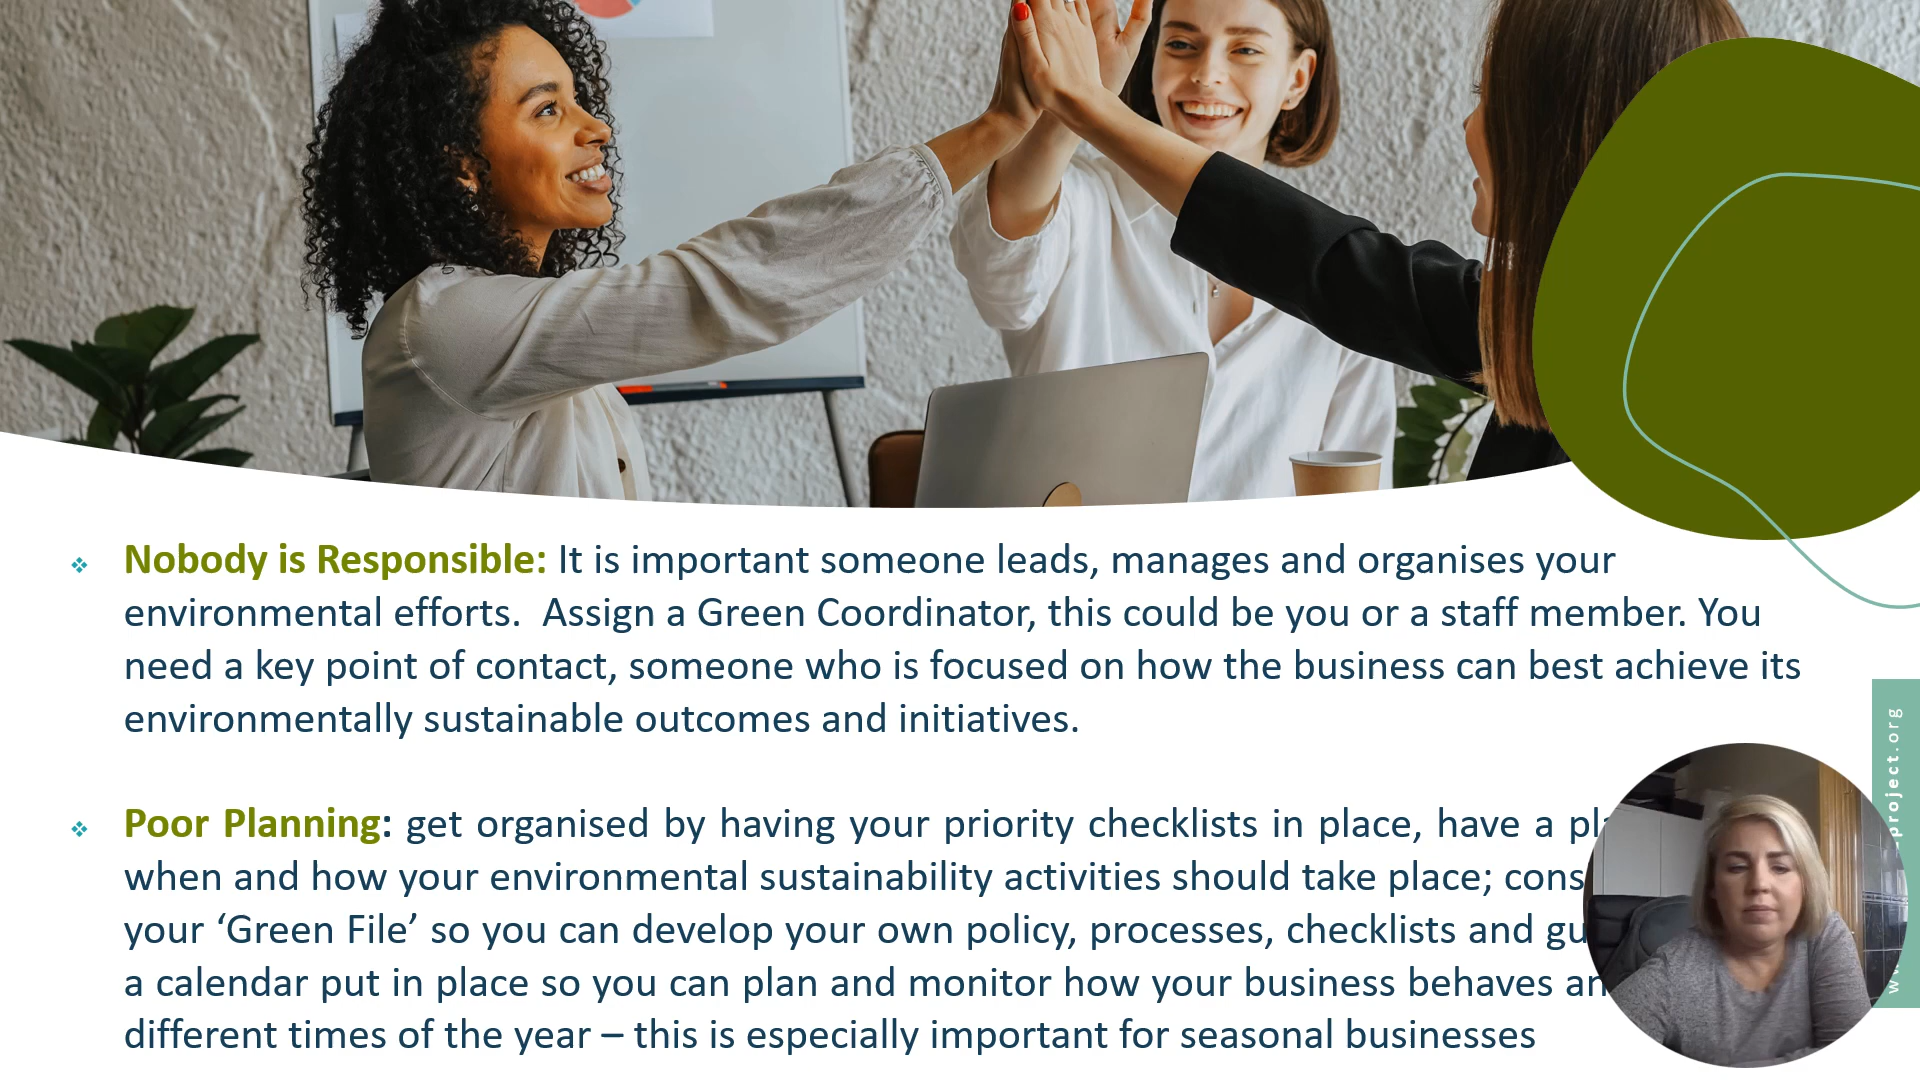 Nobody is Responsible: It is important someone leads, manages and organises your
environmental efforts.  Assign a Green Coordinator, this could be you or a staff member. You
need a key point of contact, someone who is focused on how the business can best achieve its
environmentally sustainable outcomes and initiatives.
Poor Planning: get organised by having your priority checklists in place, have a
when and how your environmental sustainability activities should take place;
your ‘Green File’ so you can develop your own policy, processes, checklists and
a calendar put in place so you can plan and monitor how your business behaves
different times of the year – this is especially important for seasonal businesses
project.org